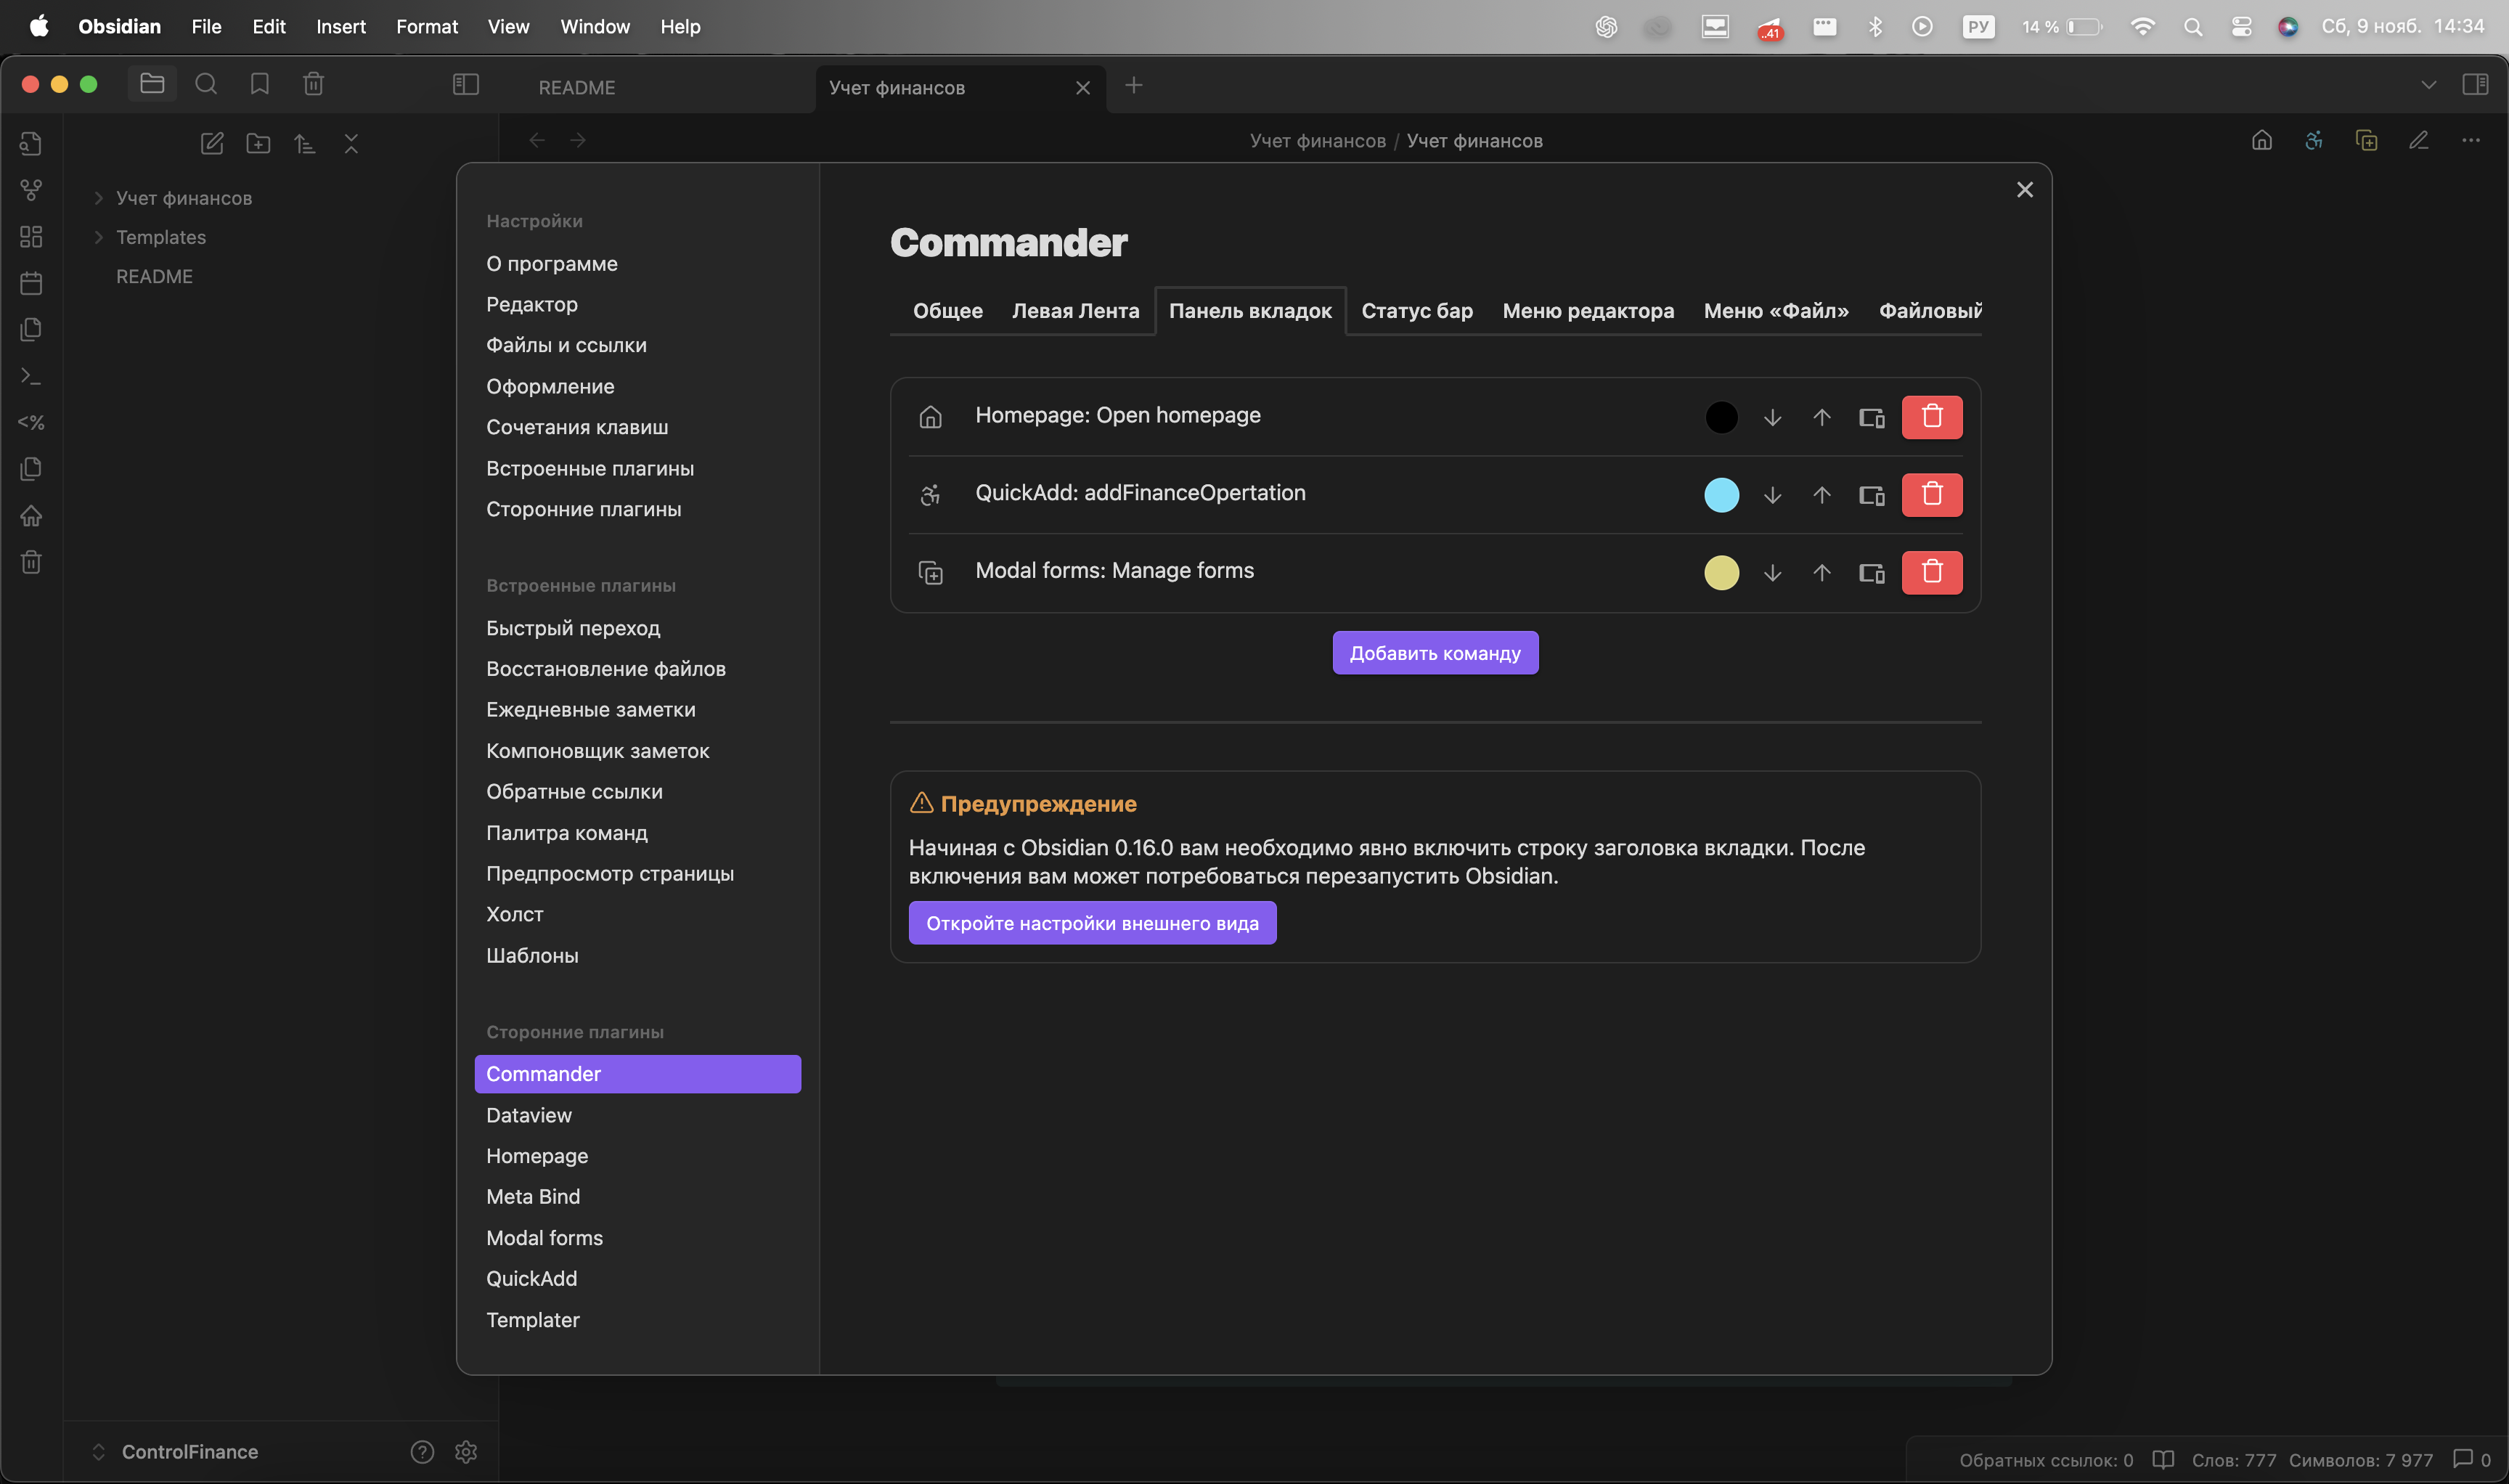 Obsidian File Edit Insert Format View Window Help
..41 РУ 14 % Сб, 9 нояб. 14:34
README Учет финансов
Учет финансов / Учет финансов
Учет финансов
Templates
README
Настройки
О программе
Редактор
Файлы и ссылки
Оформление
Сочетания клавиш
Встроенные плагины
Сторонние плагины
Встроенные плагины
Быстрый переход
Восстановление файлов
Ежедневные заметки
Компоновщик заметок
Обратные ссылки
Палитра команд
Предпросмотр страницы
Холст
Шаблоны
Сторонние плагины
Commander
Dataview
Homepage
Meta Bind
Modal forms
QuickAdd
Templater
Commander
Общее Левая Лента Панель вкладок Статус бар Меню редактора Меню «Файл» Файловый
Homepage: Open homepage
QuickAdd: addFinanceOpertation
Modal forms: Manage forms
Добавить команду
Предупреждение
Начиная с Obsidian 0.16.0 вам необходимо явно включить строку заголовка вкладки. После
включения вам может потребоваться перезапустить Obsidian.
Откройте настройки внешнего вида
ControlFinance
Обратных ссылок: 0 Слов: 777 Символов: 7 977 0